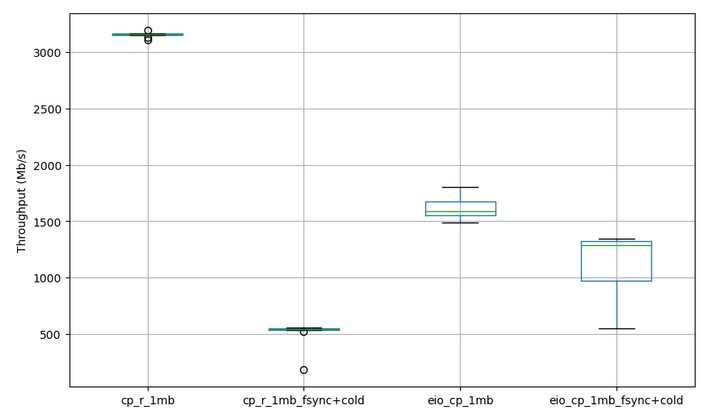 Throughput (Mb/s)
3000
2500
2000
1500
1000
500
cp_r_1mb
cp_r_1mb_fsync+cold
eio_cp_1mb
eio_cp_1mb_fsync+cold